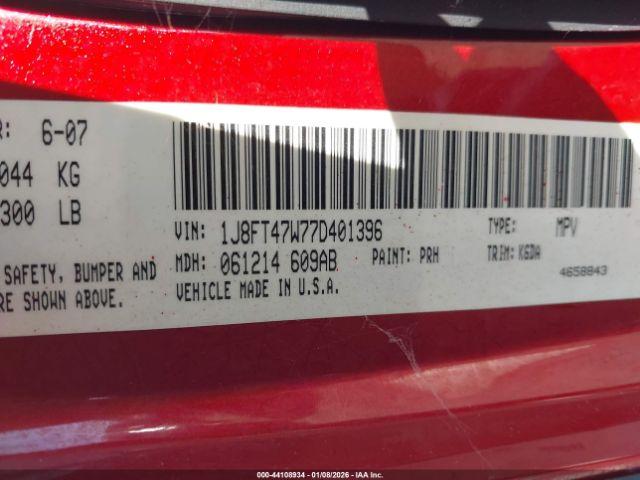 R: 6-07
044 KG
300 LB
VIN: 1J8FT47W77D401396 TYPE: MPV
MDH: 061214 609AB PAINT: PRH TRIM: KGDA
4658843
SAFETY, BUMPER AND
VEHICLE MADE IN U.S.A.
RE SHOWN ABOVE.
000-44108934 | 01/08/2026 | IAA Inc.